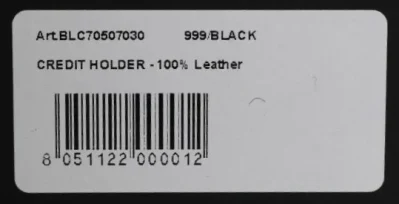 Art.BLC70507030 999/BLACK
CREDIT HOLDER - 100% Leather
8 051122 000012